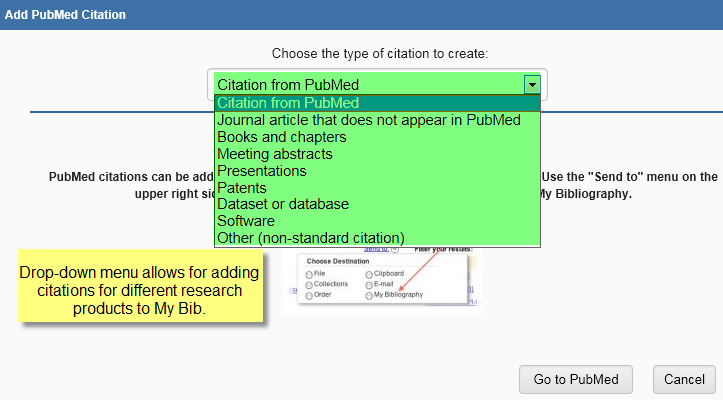 Add PubMed Citation
Choose the type of citation to create:
Citation from PubMed
Citation from PubMed
Journal article that does not appear in PubMed
Books and chapters
Meeting abstracts
Presentations
Patents
Dataset or database
Software
Other (non-standard citation)
PubMed citations can be add Use the "Send to" menu on the
upper right sid My Bibliography.
Send to: Filter your results:
Choose Destination
File Clipboard
Collections E-mail
Order My Bibliography
Drop-down menu allows for adding
citations for different research
products to My Bib.
Go to PubMed Cancel